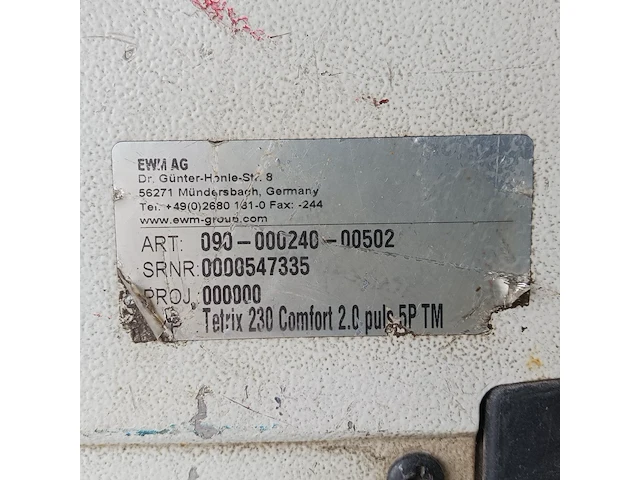 EWM AG
Dr. Günter-Henle-Str. 8
56271 Mündersbach, Germany
Tel: +49(0)2680 181-0 Fax: -244
www.ewm-group.com
ART: 090-000240-00502
SRNR: 0000547335
PROJ 000000
Tetrix 230 Comfort 2.0 puls 5P TM